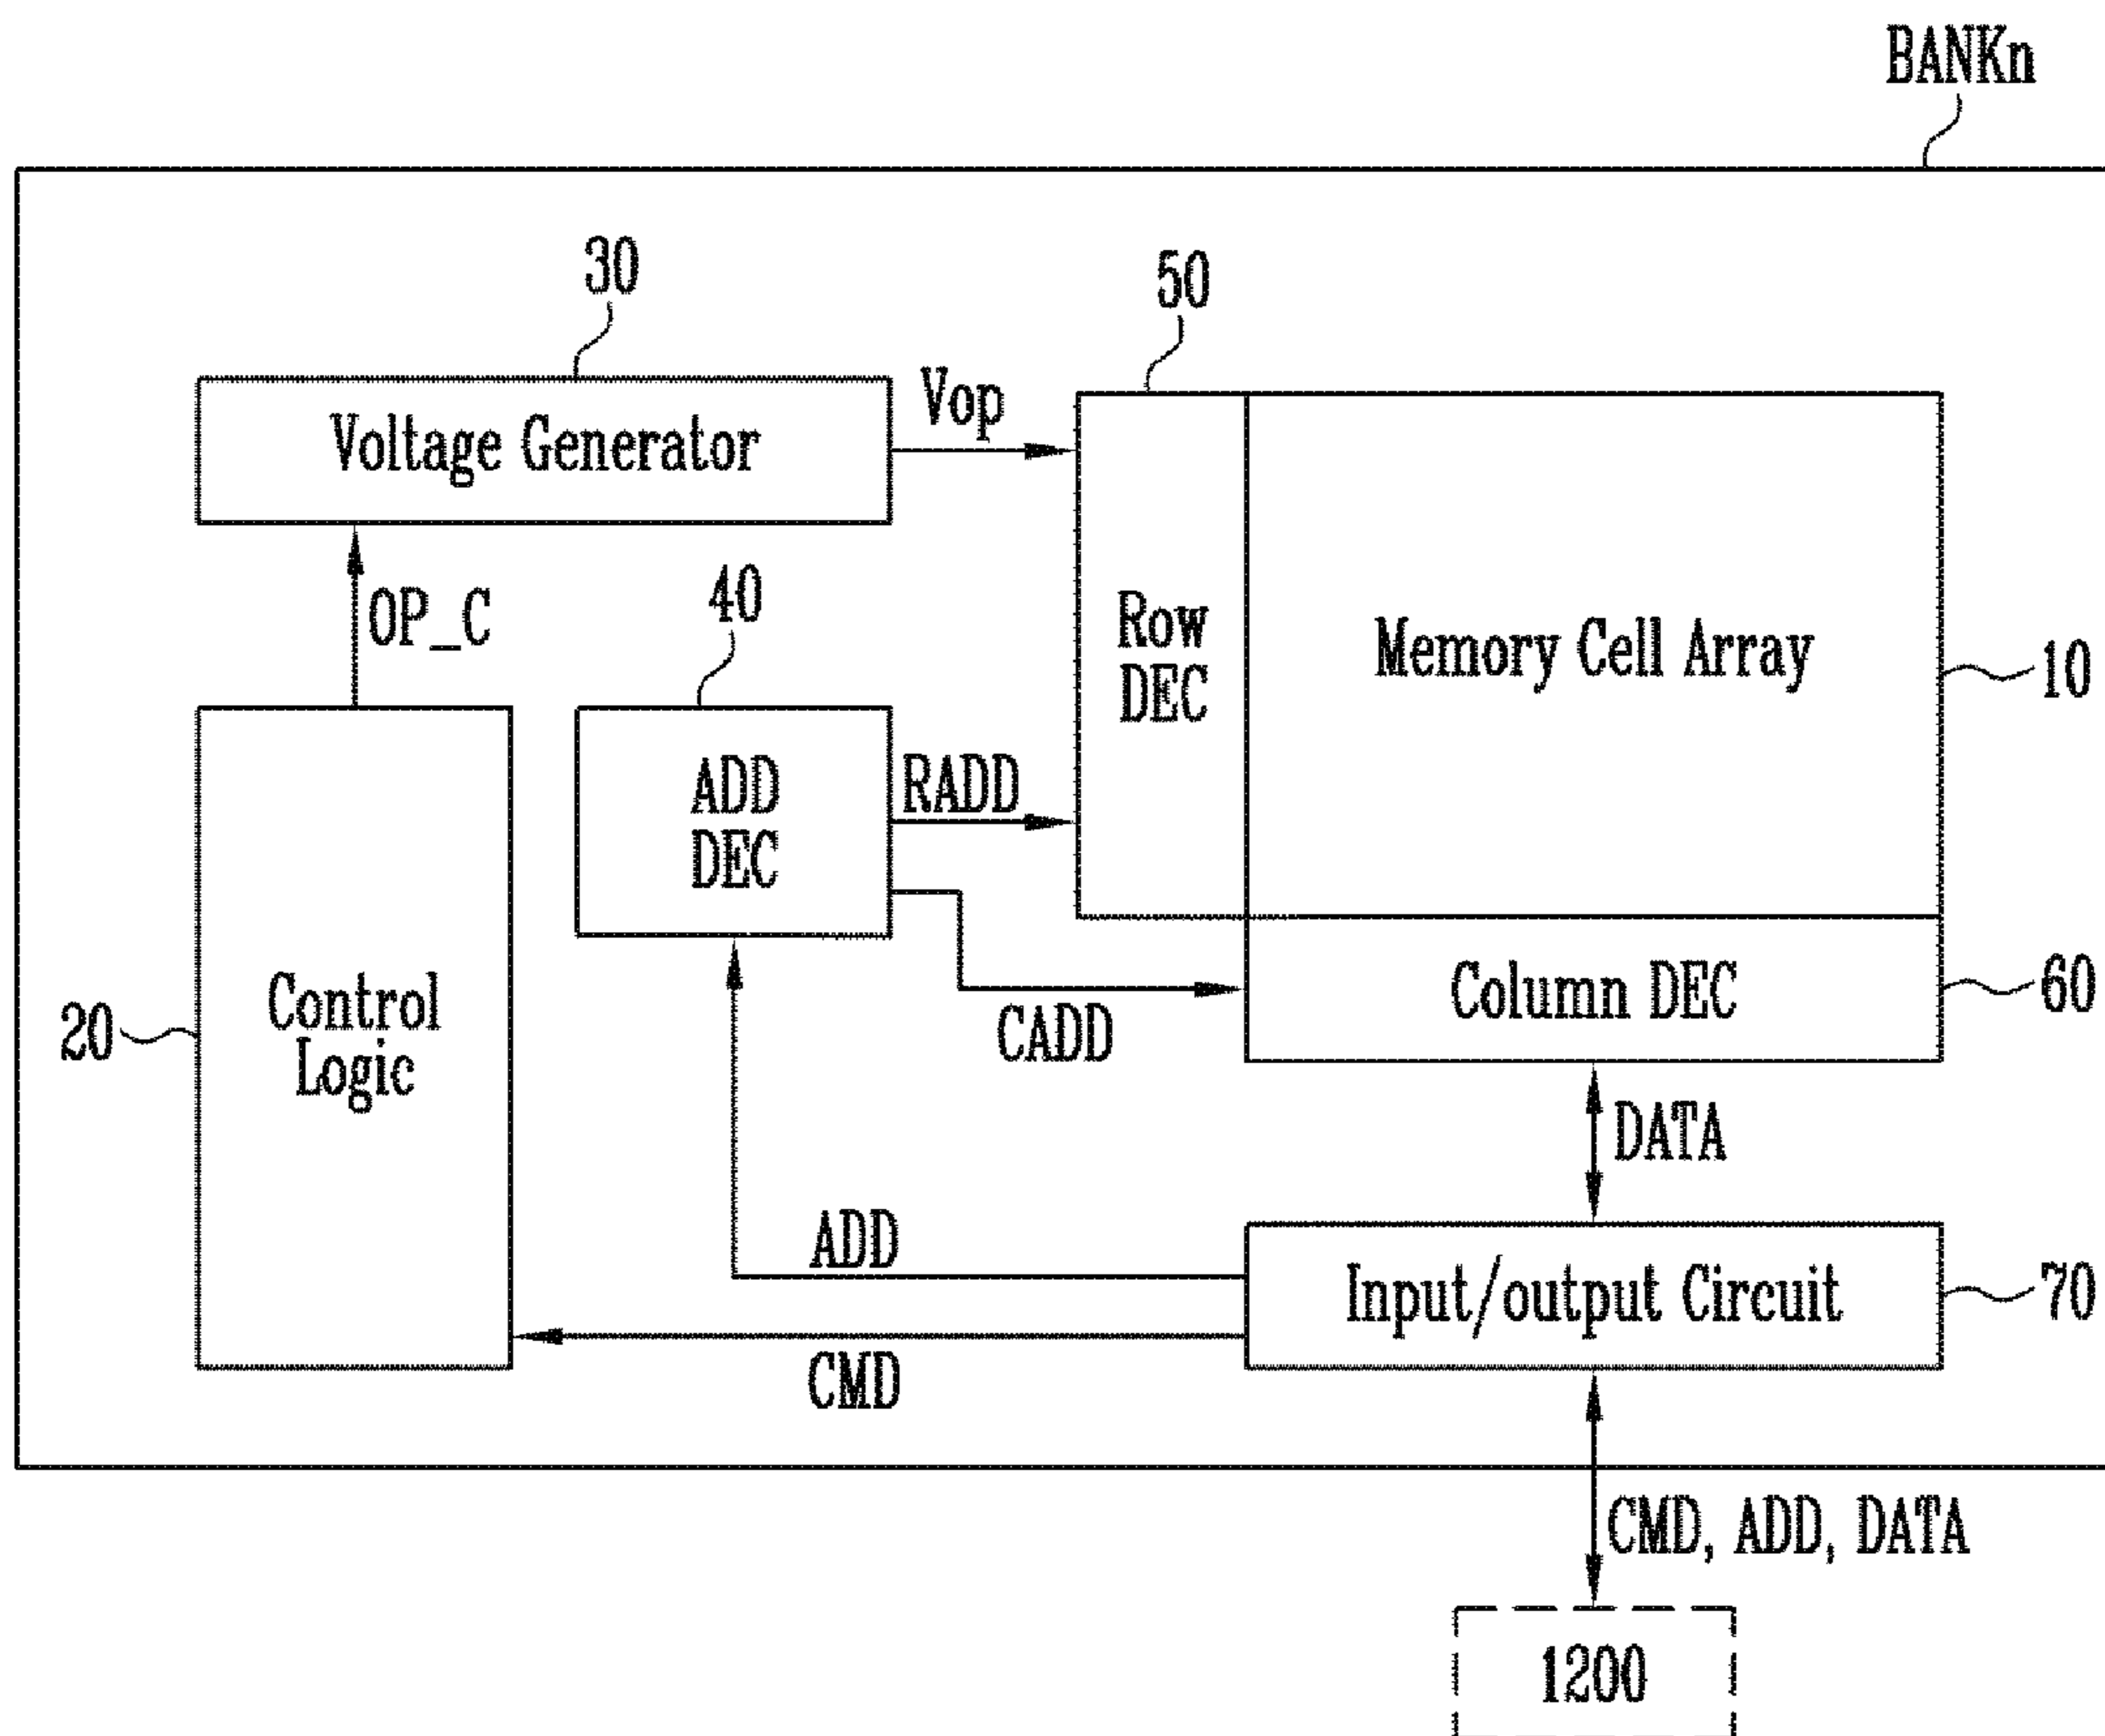 BANKn
30
50
Vop
Voltage Generator
OP_C
40
Row
DEC
Memory Cell Array
10
ADD
DEC
RADD
20
Control
Logic
CADD
Column DEC
60
DATA
ADD
Input/output Circuit
70
CMD
CMD, ADD, DATA
1200